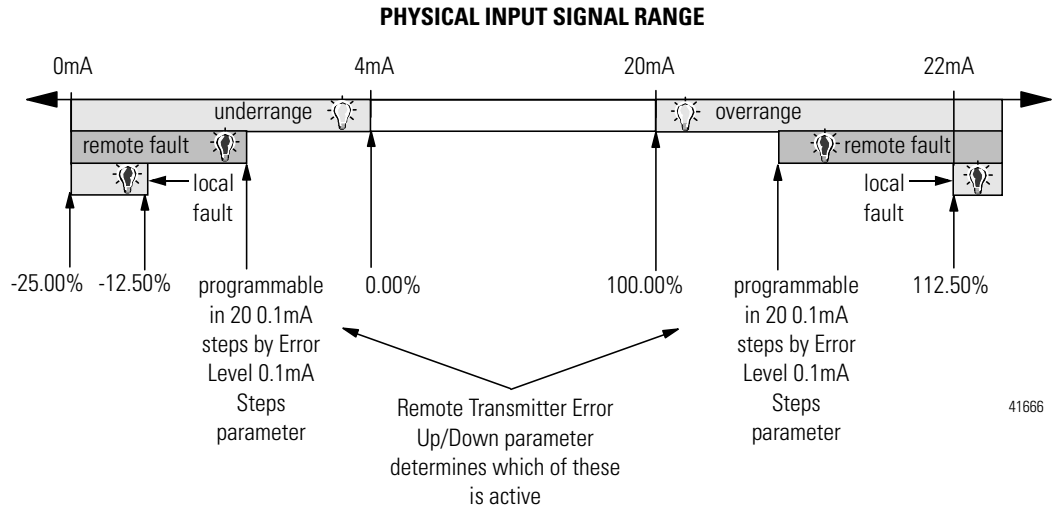 PHYSICAL INPUT SIGNAL RANGE
0mA
4mA
20mA
22mA
underrange
overrange
remote fault
remote fault
local
fault
local
fault
-25.00%
-12.50%
programmable
in 20 0.1mA
steps by Error
Level 0.1mA
Steps
parameter
0.00%
100.00%
programmable
in 20 0.1mA
steps by Error
Level 0.1mA
Steps
parameter
112.50%
Remote Transmitter Error
Up/Down parameter
determines which of these
is active
41666